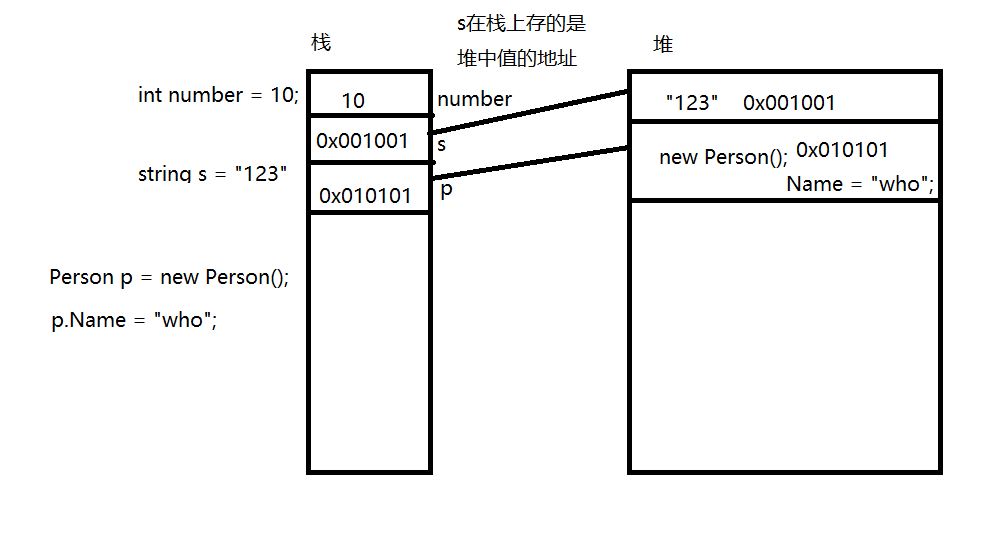 s在栈上存的是
堆中值的地址
栈
堆
int number = 10;
10
number
"123" 0x001001
0x001001
s
string s = "123"
new Person(); 0x010101
Name = "who";
0x010101
p
Person p = new Person();
p.Name = "who";